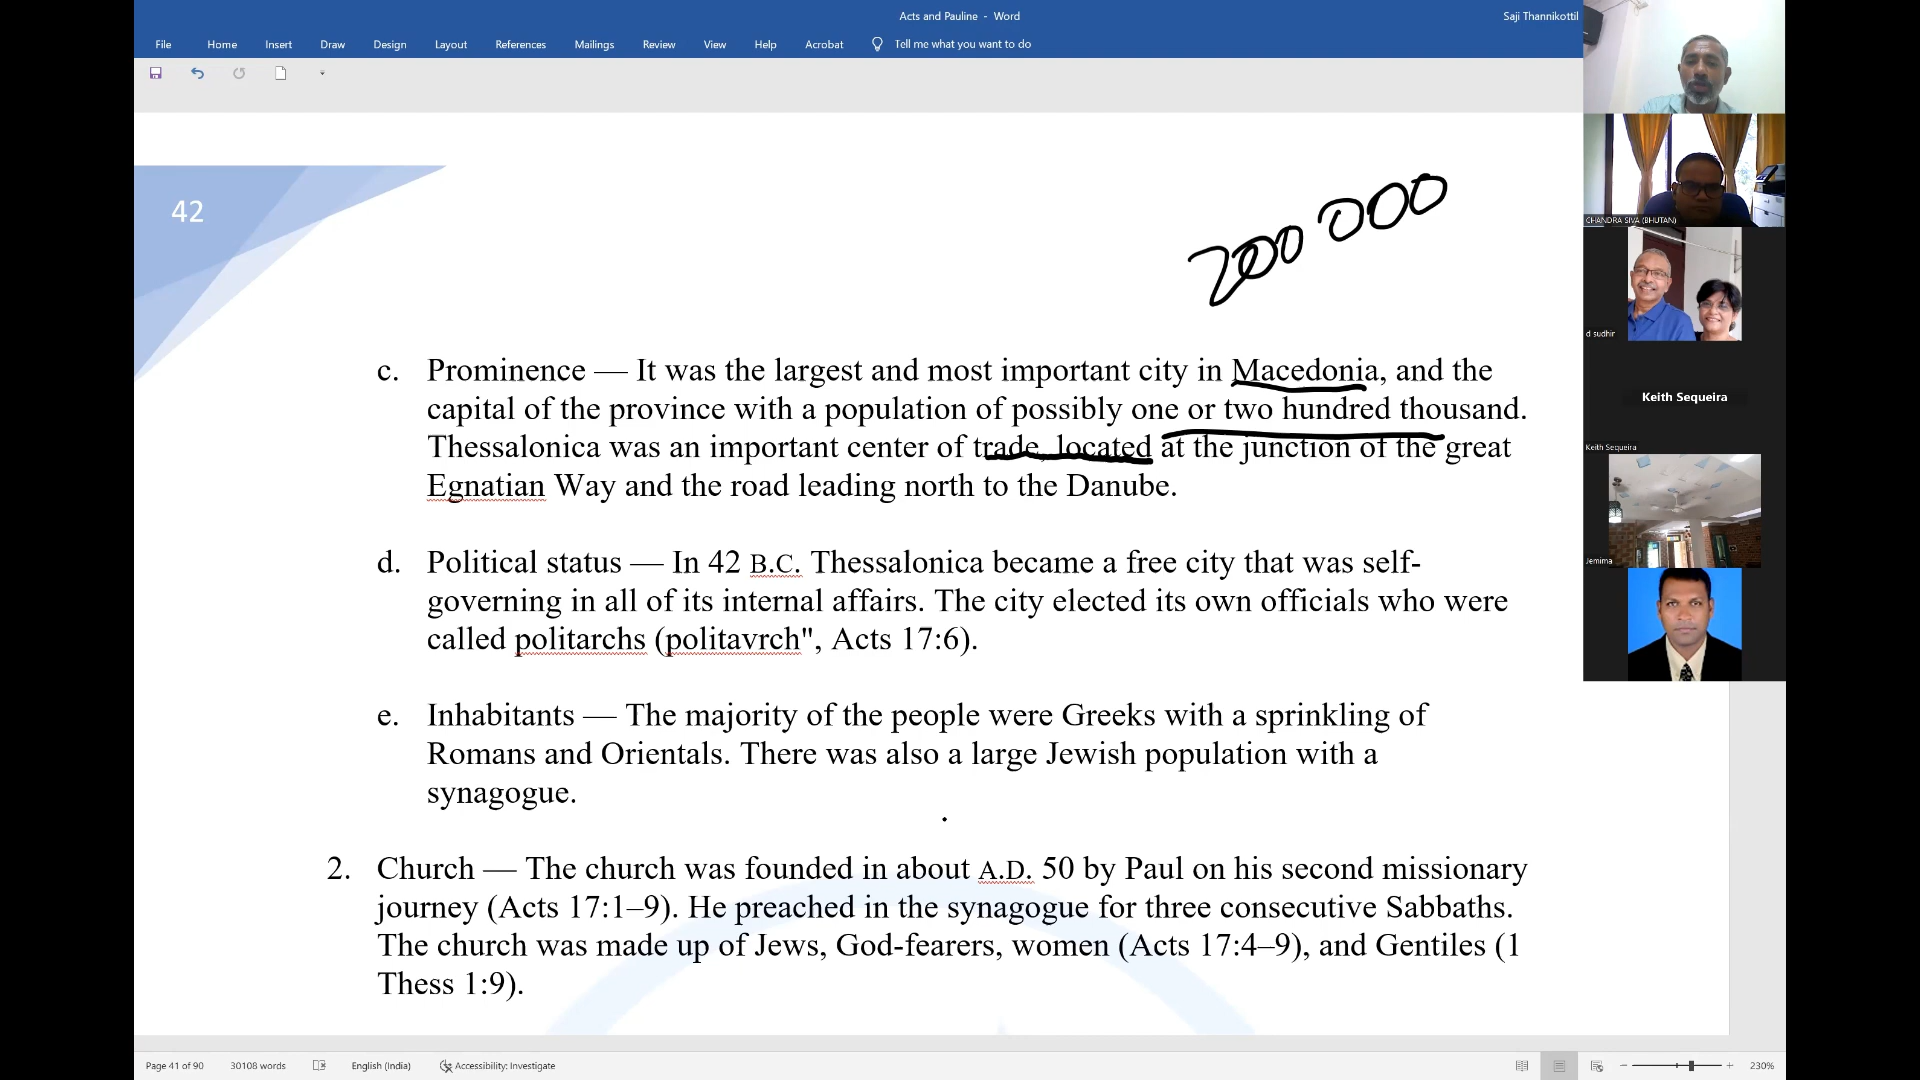 Acts and Pauline - Word
Saji Thannikottil
File Home Insert Draw Design Layout References Mailings Review View Help Acrobat Tell me what you want to do
42
200 000
c. Prominence — It was the largest and most important city in Macedonia, and the
capital of the province with a population of possibly one or two hundred thousand.
Thessalonica was an important center of trade, located at the junction of the great
Egnatian Way and the road leading north to the Danube.
d. Political status — In 42 B.C. Thessalonica became a free city that was self-
governing in all of its internal affairs. The city elected its own officials who were
called politarchs (politavrch", Acts 17:6).
e. Inhabitants — The majority of the people were Greeks with a sprinkling of
Romans and Orientals. There was also a large Jewish population with a
synagogue.
2. Church — The church was founded in about A.D. 50 by Paul on his second missionary
journey (Acts 17:1–9). He preached in the synagogue for three consecutive Sabbaths.
The church was made up of Jews, God-fearers, women (Acts 17:4–9), and Gentiles (1
Thess 1:9).
CHANDRA SIVA (BHUTAN)
d sudhir
Keith Sequeira
Keith Sequeira
Jemima
Page 41 of 90 30108 words English (India) Accessibility: Investigate 230%